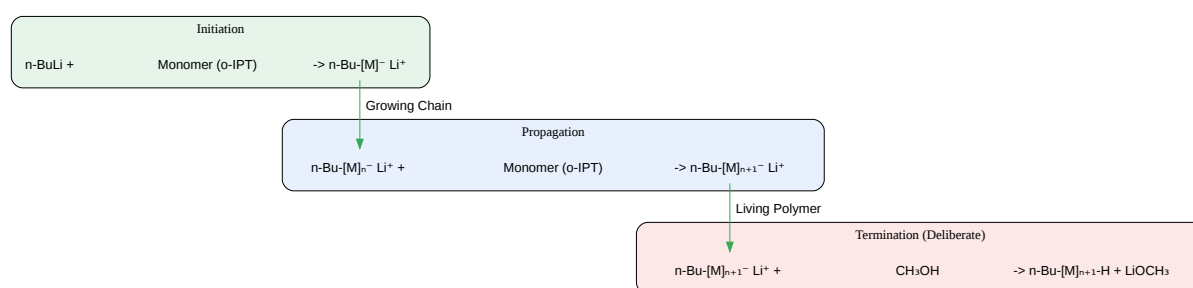 Initiation
n-BuLi + Monomer (o-IPT) -> n-Bu-[M]⁻ Li⁺
Growing Chain
Propagation
n-Bu-[M]ₙ⁻ Li⁺ + Monomer (o-IPT) -> n-Bu-[M]ₙ₊₁⁻ Li⁺
Living Polymer
Termination (Deliberate)
n-Bu-[M]ₙ₊₁⁻ Li⁺ + CH₃OH -> n-Bu-[M]ₙ₊₁-H + LiOCH₃